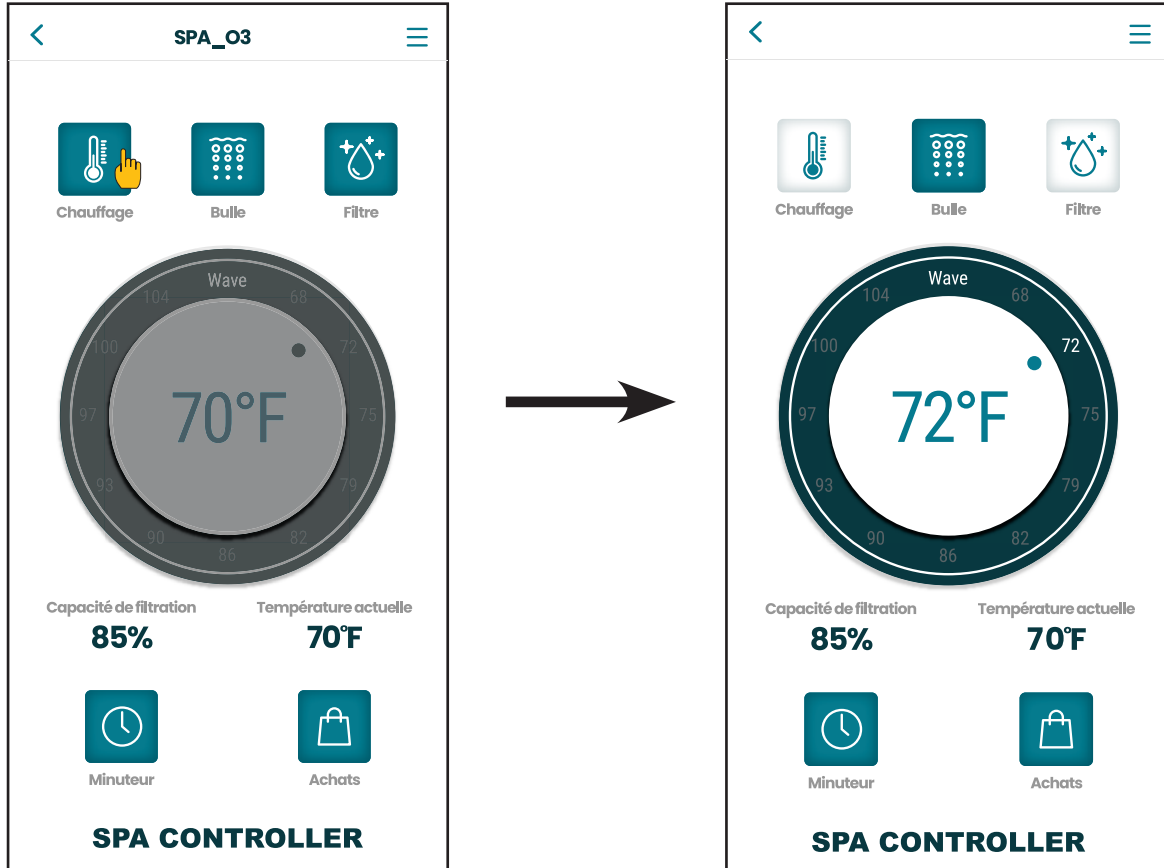 SPA_03
Chauffage
Bulle
Filtre
Wave
68
72
75
79
82
86
90
93
97
100
104
70°F
Capacité de filtration
85%
Température actuelle
70°F
Minuteur
Achats
SPA CONTROLLER
Chauffage
Bulle
Filtre
Wave
68
72
75
79
82
86
90
93
97
100
104
72°F
Capacité de filtration
85%
Température actuelle
70°F
Minuteur
Achats
SPA CONTROLLER